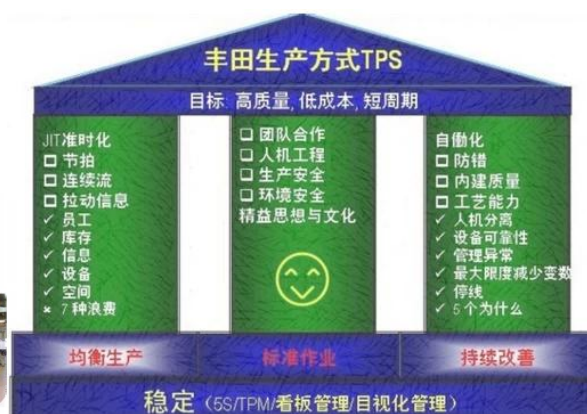 丰田生产方式TPS
目标: 高质量, 低成本, 短周期
JIT准时化
□ 节拍
□ 连续流
□ 拉动信息
✓ 员工
✓ 库存
✓ 信息
✓ 设备
✓ 空间
× 7 种浪费
□ 团队合作
□ 人机工程
□ 生产安全
□ 环境安全
精益思想与文化
自働化
□ 防错
□ 内建质量
□ 工艺能力
✓ 人机分离
✓ 设备可靠性
✓ 管理异常
✓ 最大限度减少变数
✓ 停线
✓ 5 个为什么
均衡生产
标准作业
持续改善
稳定 (5S/TPM/看板管理/目视化管理)